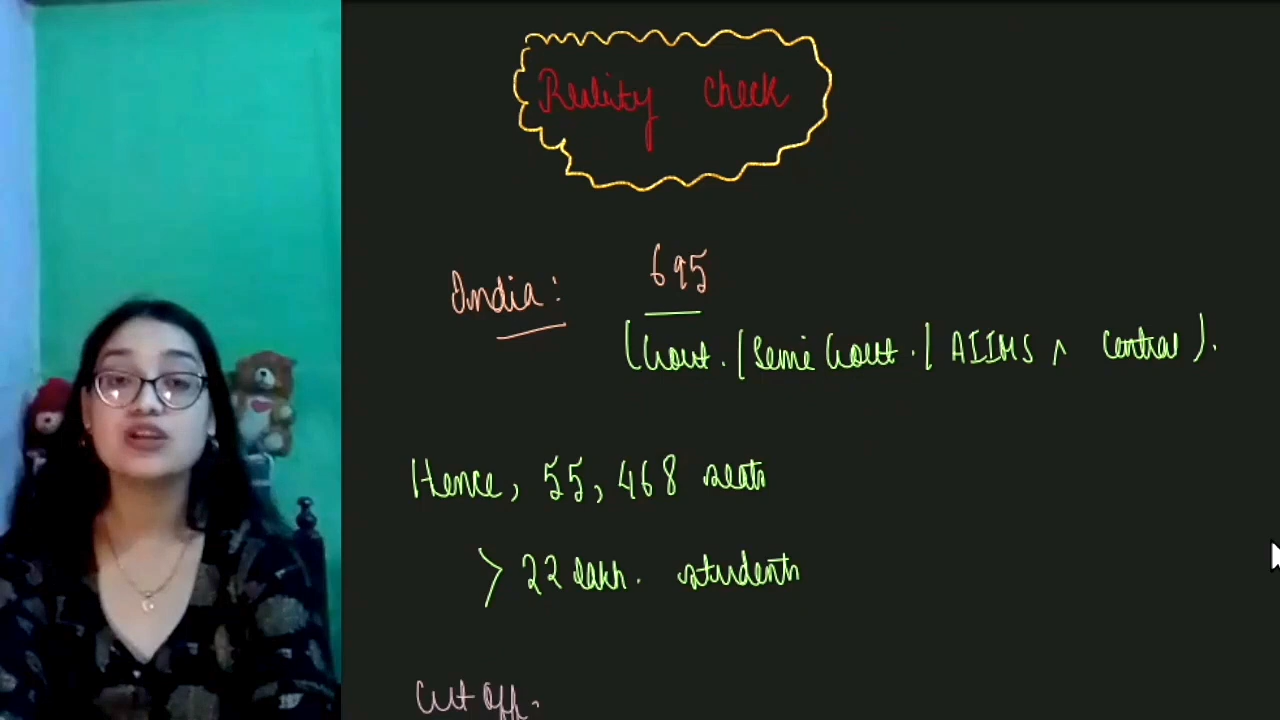 Reality check
India: 695
(Govt. / Semi Govt. / AIIMS ^ Central).
Hence, 55,468 seats
> 22 lakh. students
Cut Off: